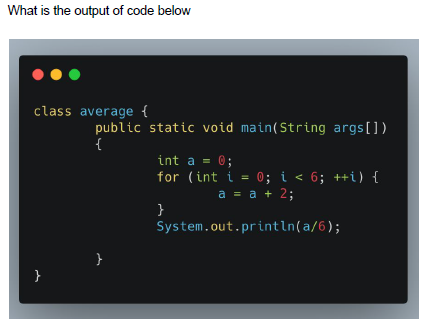 What is the output of code below
class average {
public static void main(String args[])
{
int a = 0;
for (int i = 0; i < 6; ++i) {
a = a + 2;
}
System.out.println(a/6);
}
}